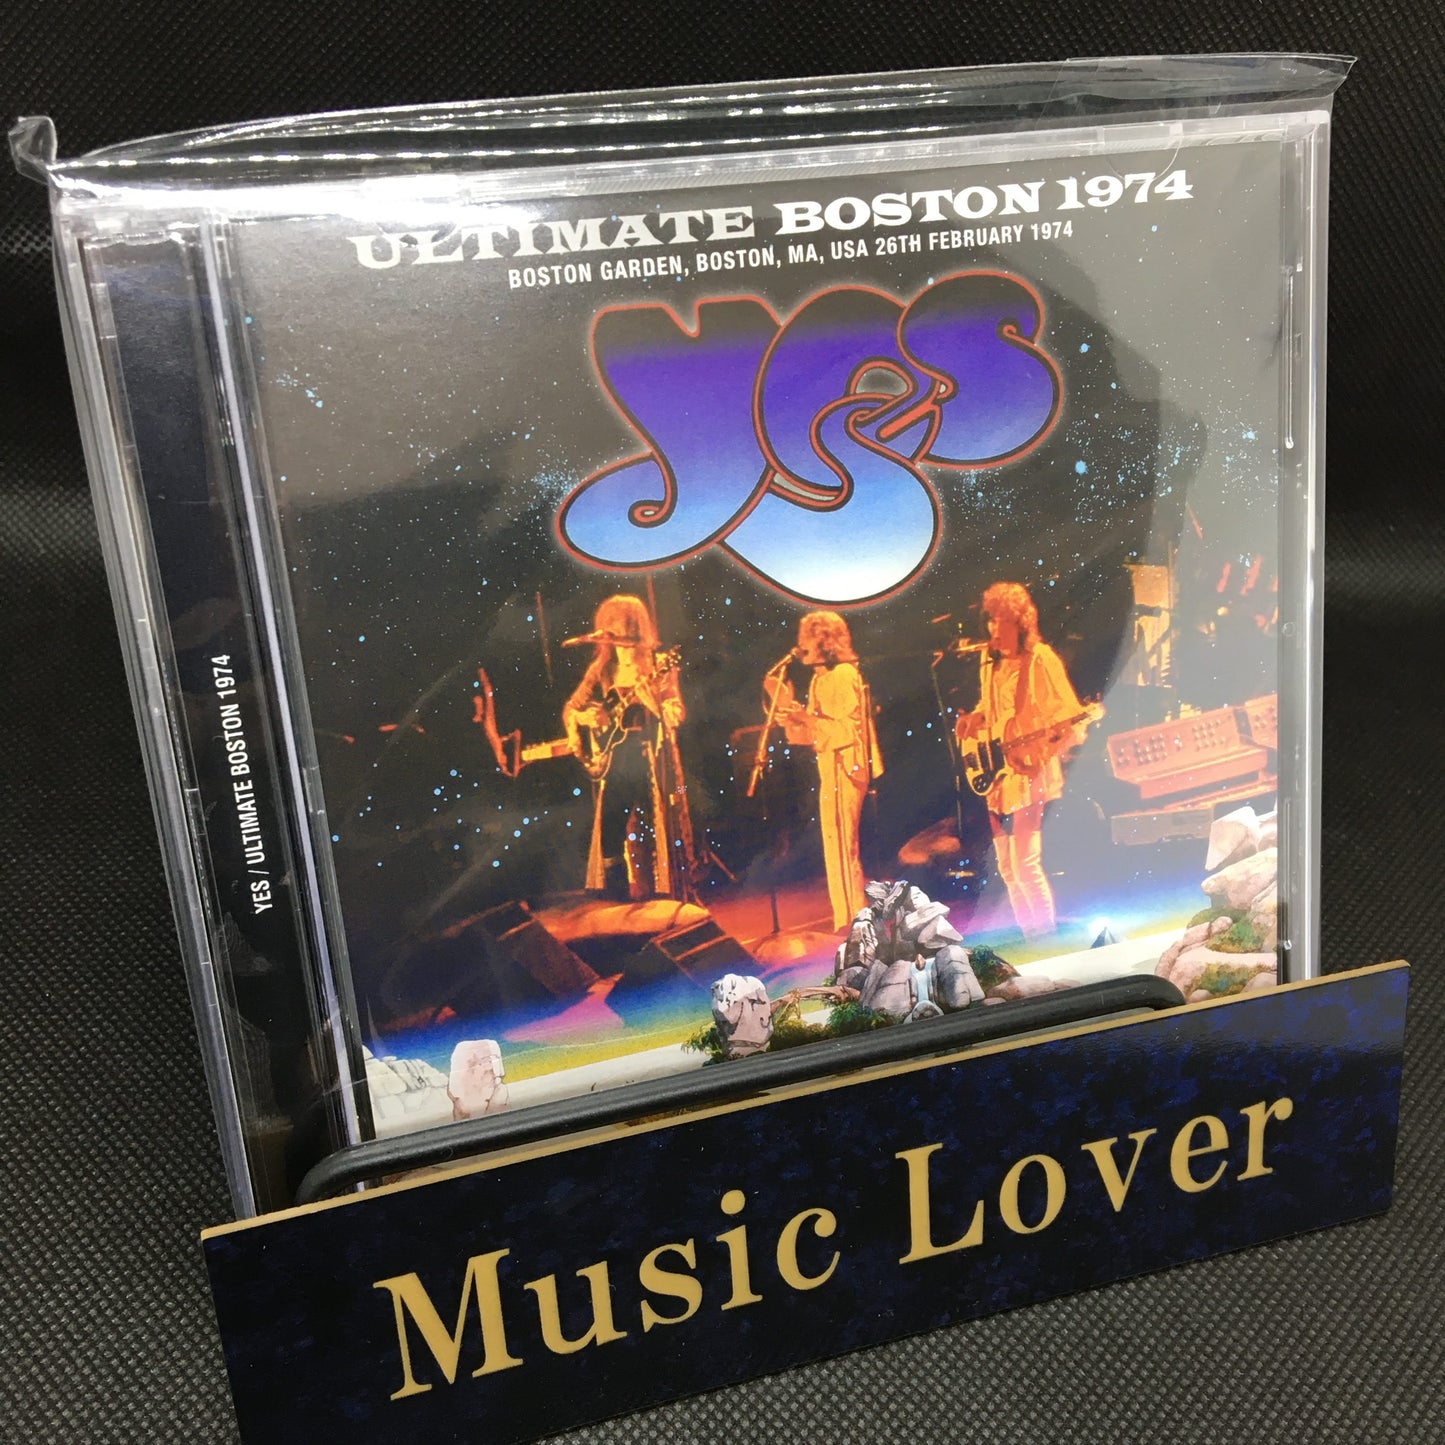 ULTIMATE BOSTON 1974
BOSTON GARDEN, BOSTON, MA, USA 26TH FEBRUARY 1974
YES
YES / ULTIMATE BOSTON 1974
Music Lover